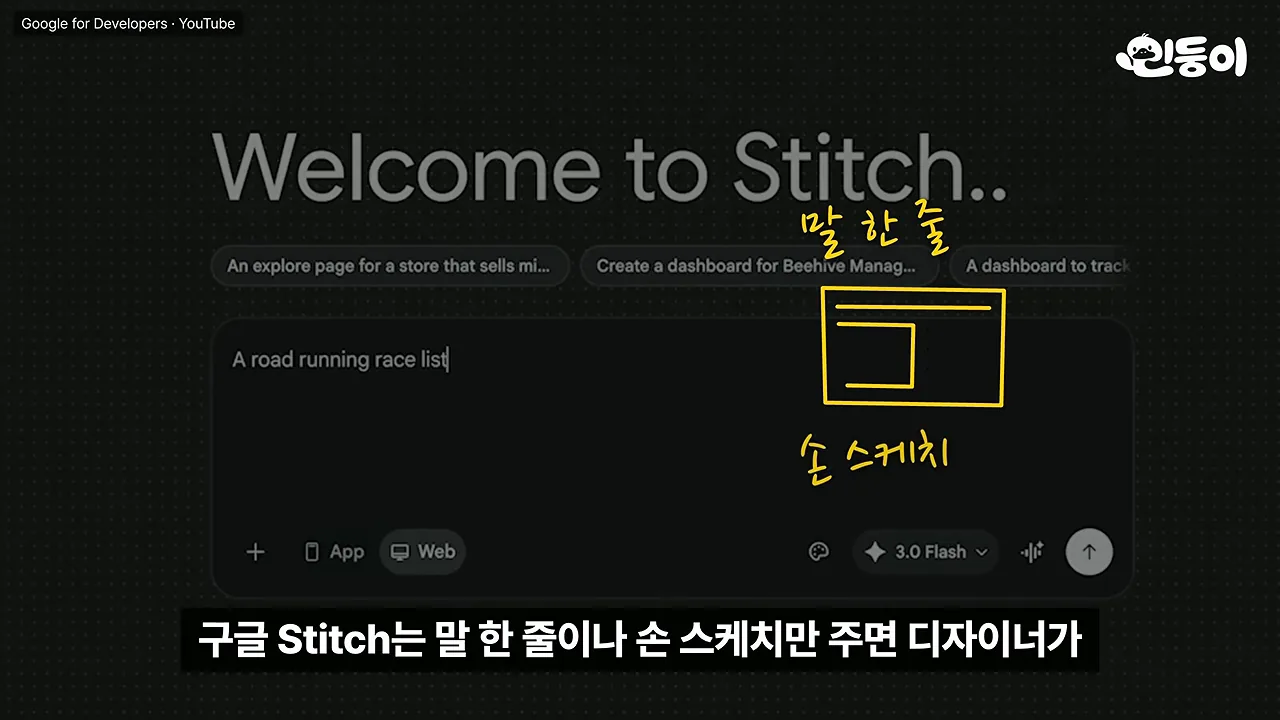 Google for Developers · YouTube
인둥이
Welcome to Stitch..
말 한 줄
An explore page for a store that sells mi...
Create a dashboard for Beehive Manag...
A dashboard to track
A road running race list
손 스케치
App
Web
3.0 Flash
구글 Stitch는 말 한 줄이나 손 스케치만 주면 디자이너가